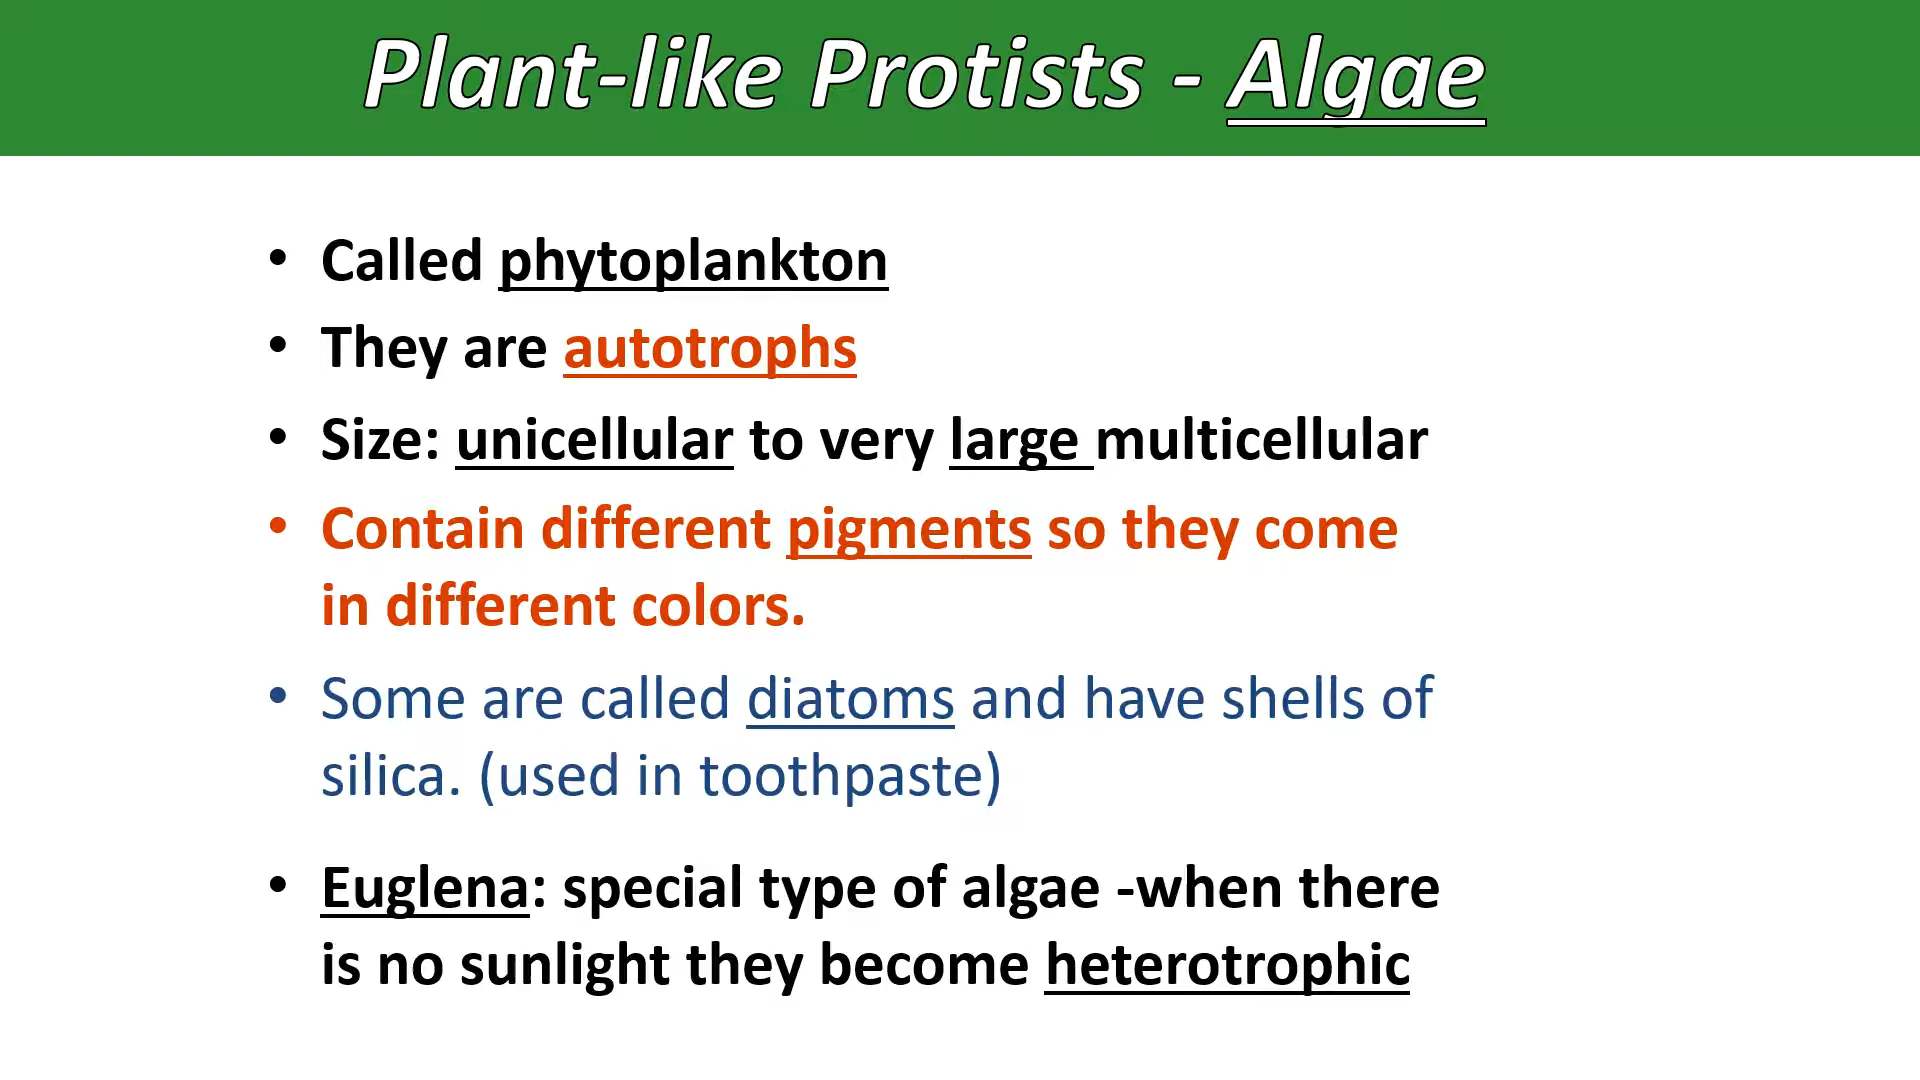 Plant-like Protists - Algae
• Called phytoplankton
• They are autotrophs
• Size: unicellular to very large multicellular
• Contain different pigments so they come
in different colors.
• Some are called diatoms and have shells of
silica. (used in toothpaste)
• Euglena: special type of algae -when there
is no sunlight they become heterotrophic